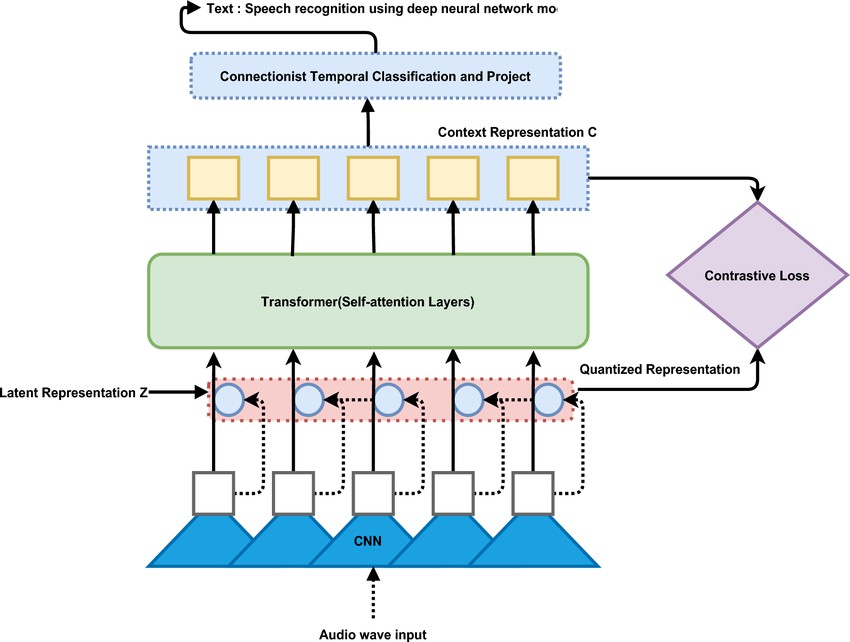 Text : Speech recognition using deep neural network mo
Connectionist Temporal Classification and Project
Context Representation C
Contrastive Loss
Transformer(Self-attention Layers)
Quantized Representation
Latent Representation Z
CNN
Audio wave input